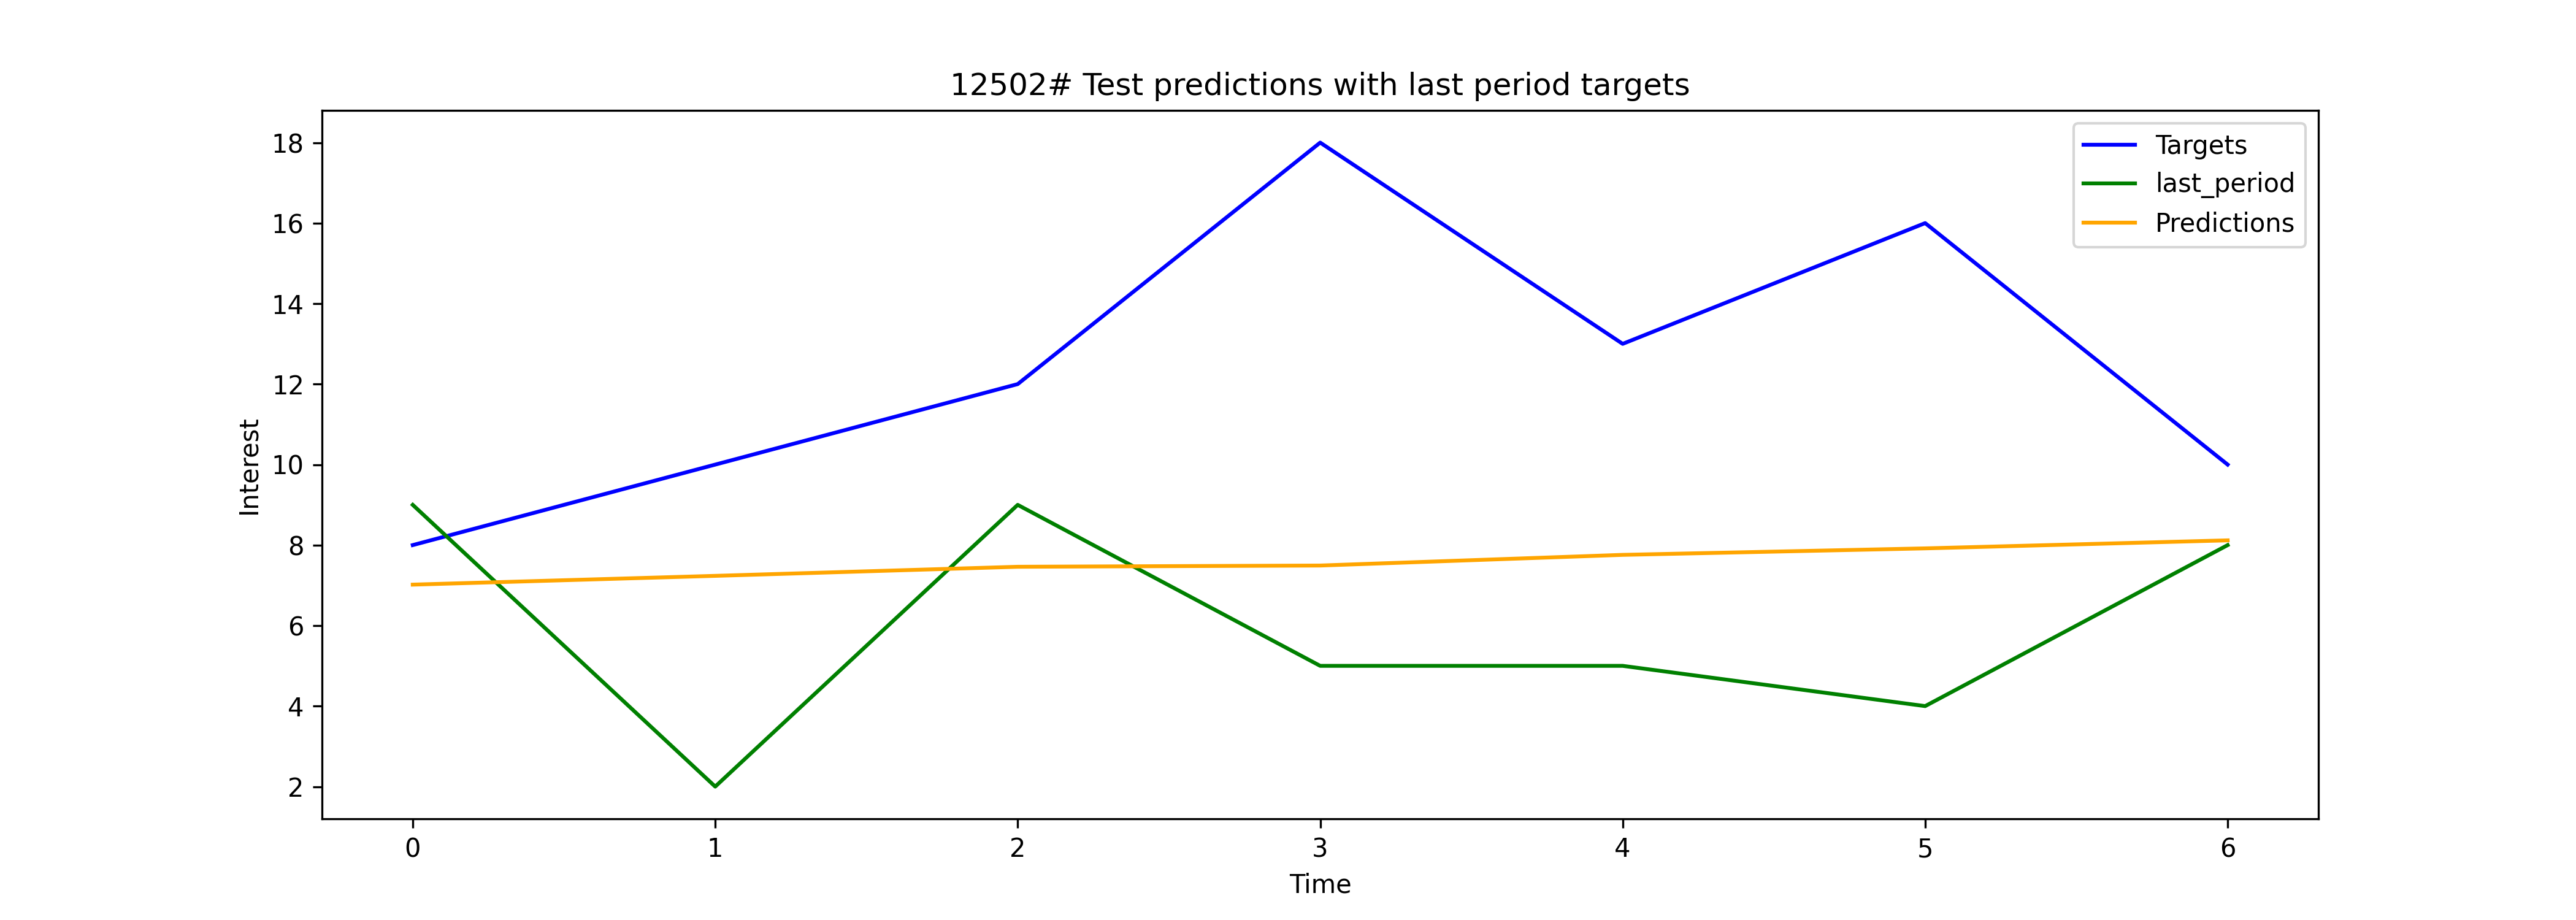 12502# Test predictions with last period targets
Targets
last_period
Predictions
Interest
18
16
14
12
10
8
6
4
2
0 1 2 3 4 5 6
Time